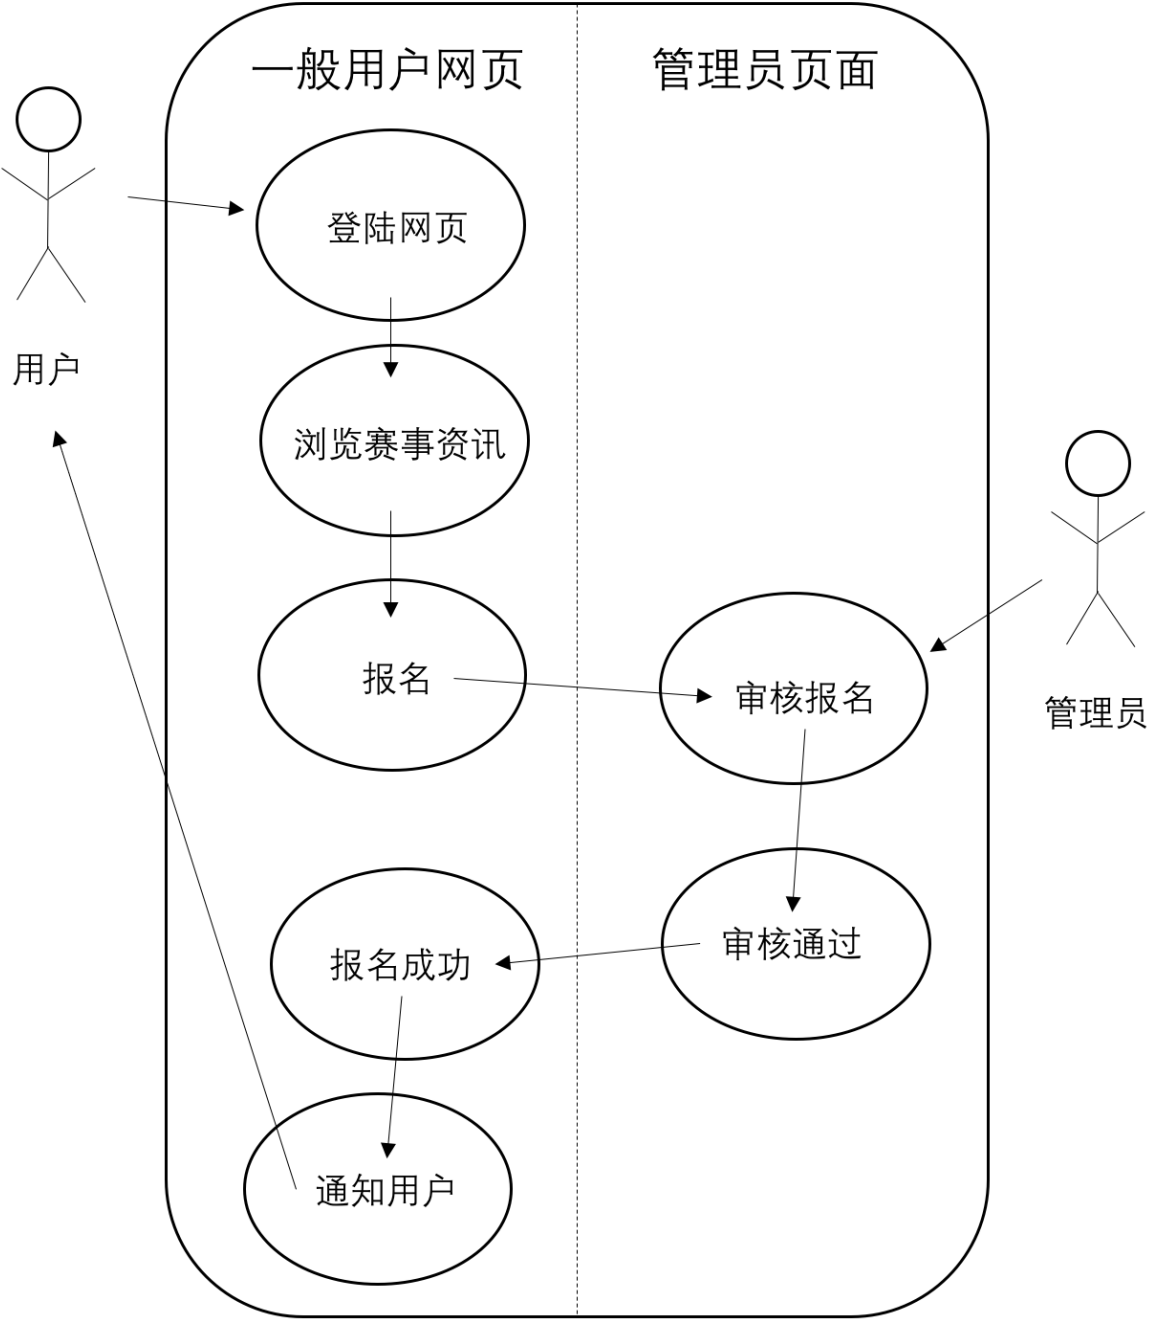 一般用户网页
管理员页面
登陆网页
用户
浏览赛事资讯
报名
审核报名
管理员
审核通过
报名成功
通知用户